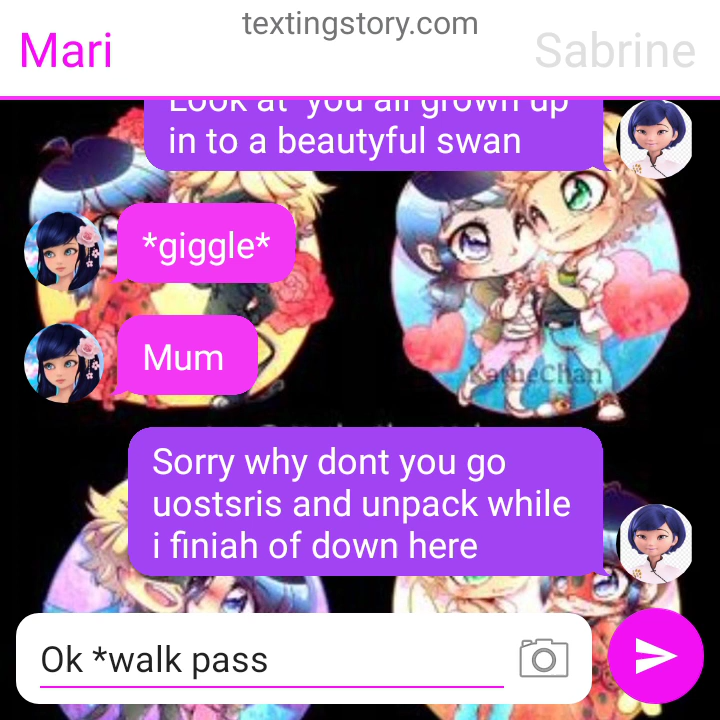 textingstory.com
Mari
Sabrine
Look at you all grown up
in to a beautyful swan
*giggle*
Mum
KatheChan
Sorry why dont you go
uostsris and unpack while
i finiah of down here
Ok *walk pass